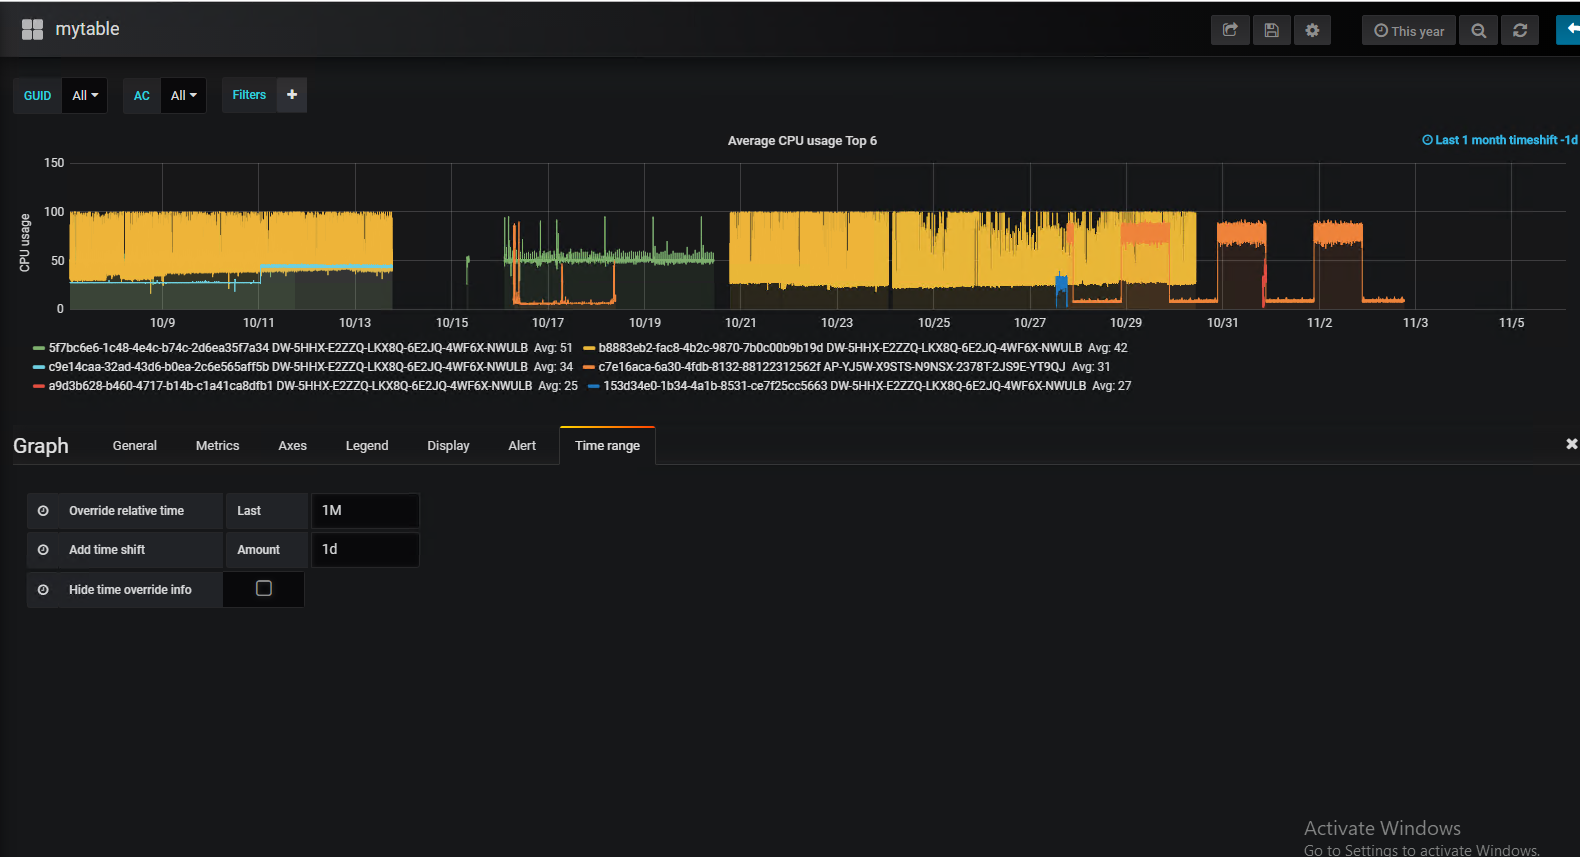 mytable
This year
GUID All AC All Filters +
Average CPU usage Top 6
Last 1 month timeshift -1d
CPU usage
150
100
50
0
10/9 10/11 10/13 10/15 10/17 10/19 10/21 10/23 10/25 10/27 10/29 10/31 11/2 11/3 11/5
5f7bc6e6-1c48-4e4c-b74c-2d6ea35f7a34 DW-5HHX-E2ZZQ-LKX8Q-6E2JQ-4WF6X-NWULB Avg: 51 b8883eb2-fac8-4b2c-9870-7b0c00b9b19d DW-5HHX-E2ZZQ-LKX8Q-6E2JQ-4WF6X-NWULB Avg: 42
c9e14caa-32ad-43d6-b0ea-2c6e565aff5b DW-5HHX-E2ZZQ-LKX8Q-6E2JQ-4WF6X-NWULB Avg: 34 c7e16aca-6a30-4fdb-8132-88122312562f AP-YJ5W-X9STS-N9NSX-2378T-2JS9E-YT9QJ Avg: 31
a9d3b628-b460-4717-b14b-c1a41ca8dfb1 DW-5HHX-E2ZZQ-LKX8Q-6E2JQ-4WF6X-NWULB Avg: 25 153d34e0-1b34-4a1b-8531-ce7f25cc5663 DW-5HHX-E2ZZQ-LKX8Q-6E2JQ-4WF6X-NWULB Avg: 27
Graph General Metrics Axes Legend Display Alert Time range
Override relative time Last 1M
Add time shift Amount 1d
Hide time override info
Activate Windows
Go to Settings to activate Windows.